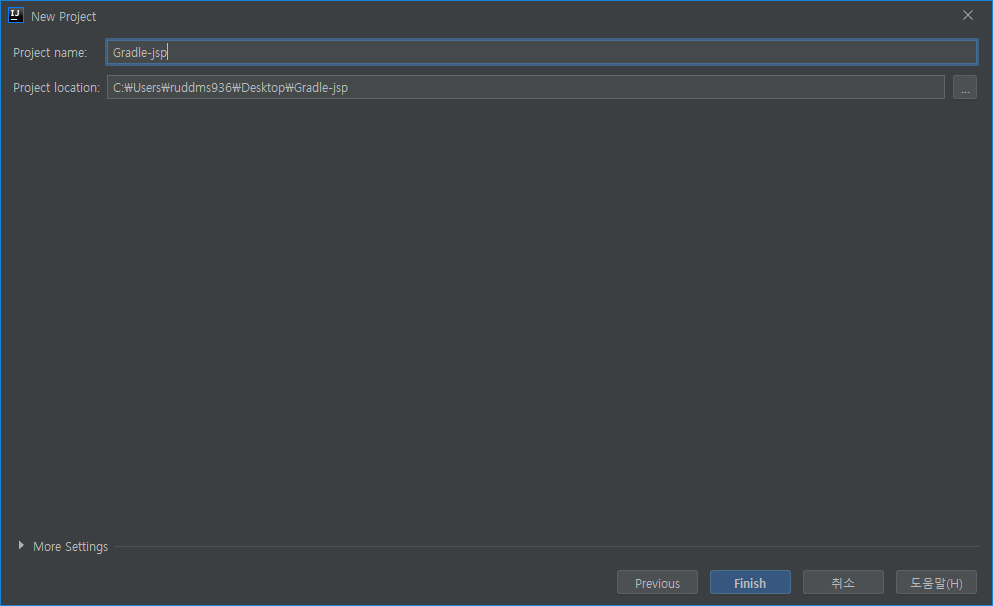 IJ New Project
Project name: Gradle-jsp
Project location: C:₩Users₩ruddms936₩Desktop₩Gradle-jsp ...
More Settings
Previous Finish 취소 도움말(H)